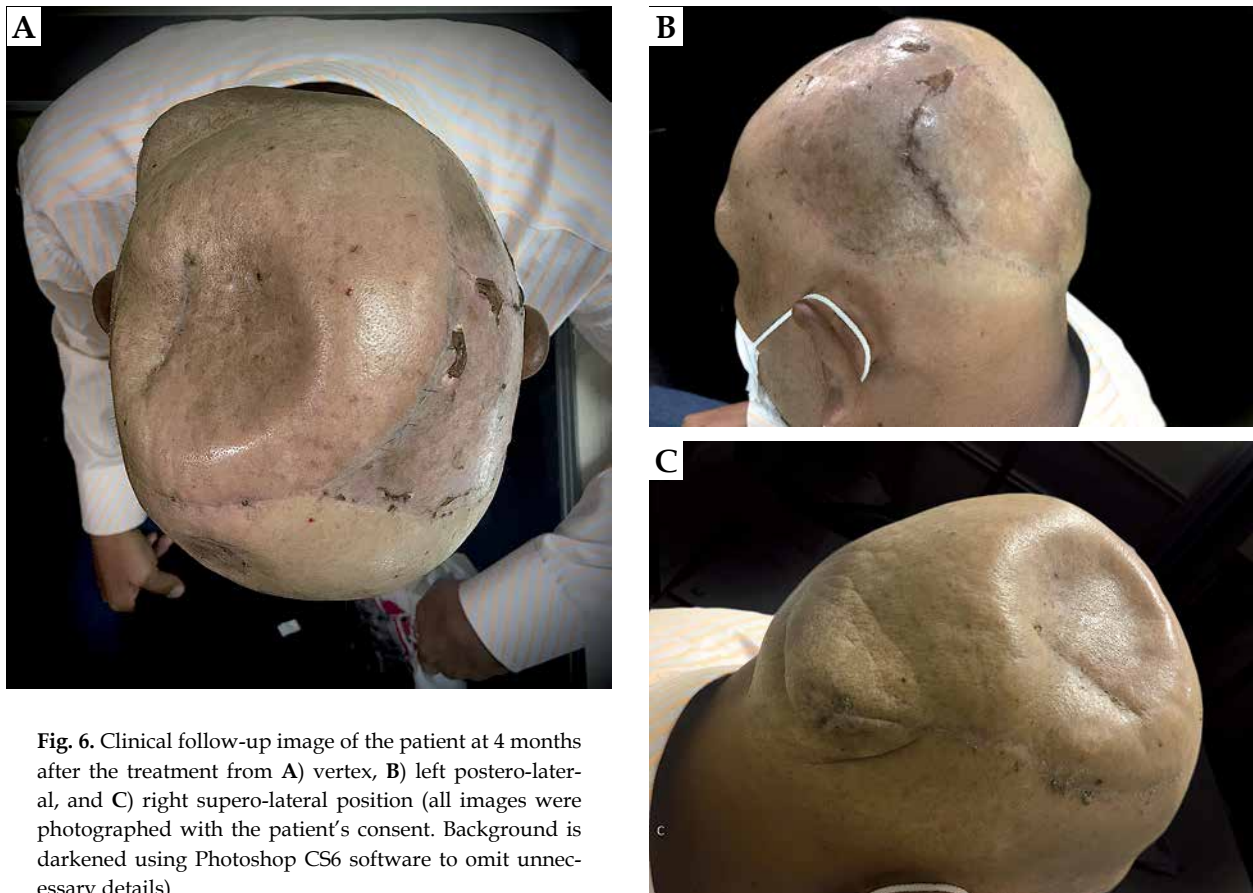 A
B
C
C
Fig. 6. Clinical follow-up image of the patient at 4 months
after the treatment from A) vertex, B) left postero-later-
al, and C) right supero-lateral position (all images were
photographed with the patient's consent. Background is
darkened using Photoshop CS6 software to omit unnec-
essary details)